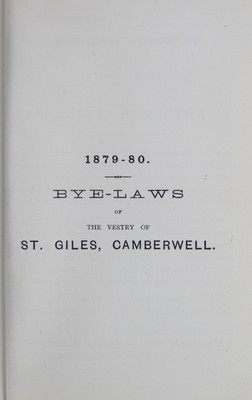 1879-80.
BYE-LAWS
OF
THE VESTRY OF
ST. GILES, CAMBERWELL.